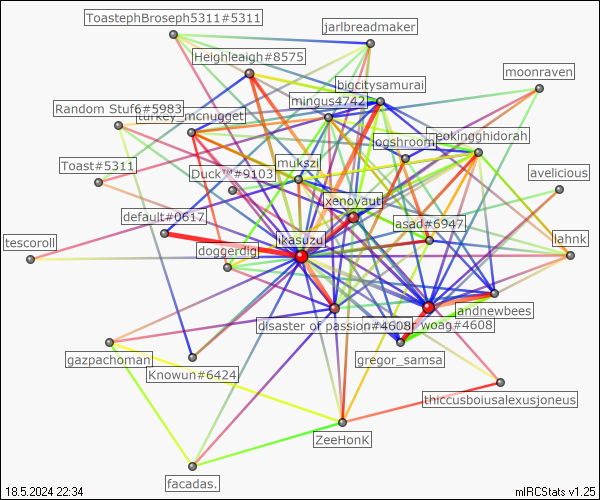 ToastephBroseph5311#5311
jarlbreadmaker
Heighleaigh#8575
moonraven
bigcitysamurai
mingus4742
Random Stuf6#5983
turkey_mcnugget
logshroom
neokingghidorah
Toast#5311
Duck™#9103
mukszi
avelicious
xenoyautl
default#0617
asad#6947
ikasuzu
lahnk
tescoroll
doggerdig
andnewbees
disaster of passion#4608
woag#4608
gazpachoman
Knowun#6424
gregor_samsa
thiccusboiusalexusjoneus
ZeeHonK
facadas.
18.5.2024 22:34
mIRCStats v1.25